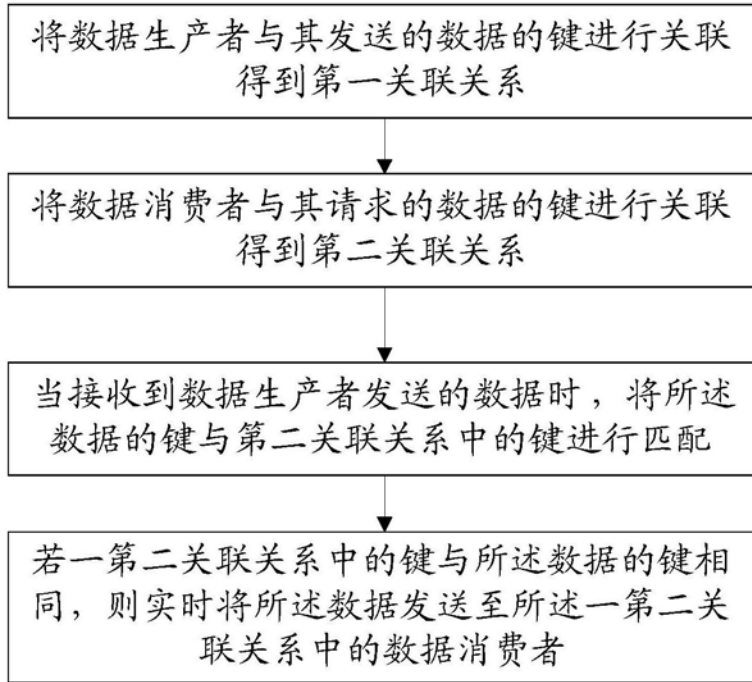 将数据生产者与其发送的数据的键进行关联
得到第一关联关系
将数据消费者与其请求的数据的键进行关联
得到第二关联关系
当接收到数据生产者发送的数据时，将所述
数据的键与第二关联关系中的键进行匹配
若一第二关联关系中的键与所述数据的键相
同，则实时将所述数据发送至所述一第二关
联关系中的数据消费者